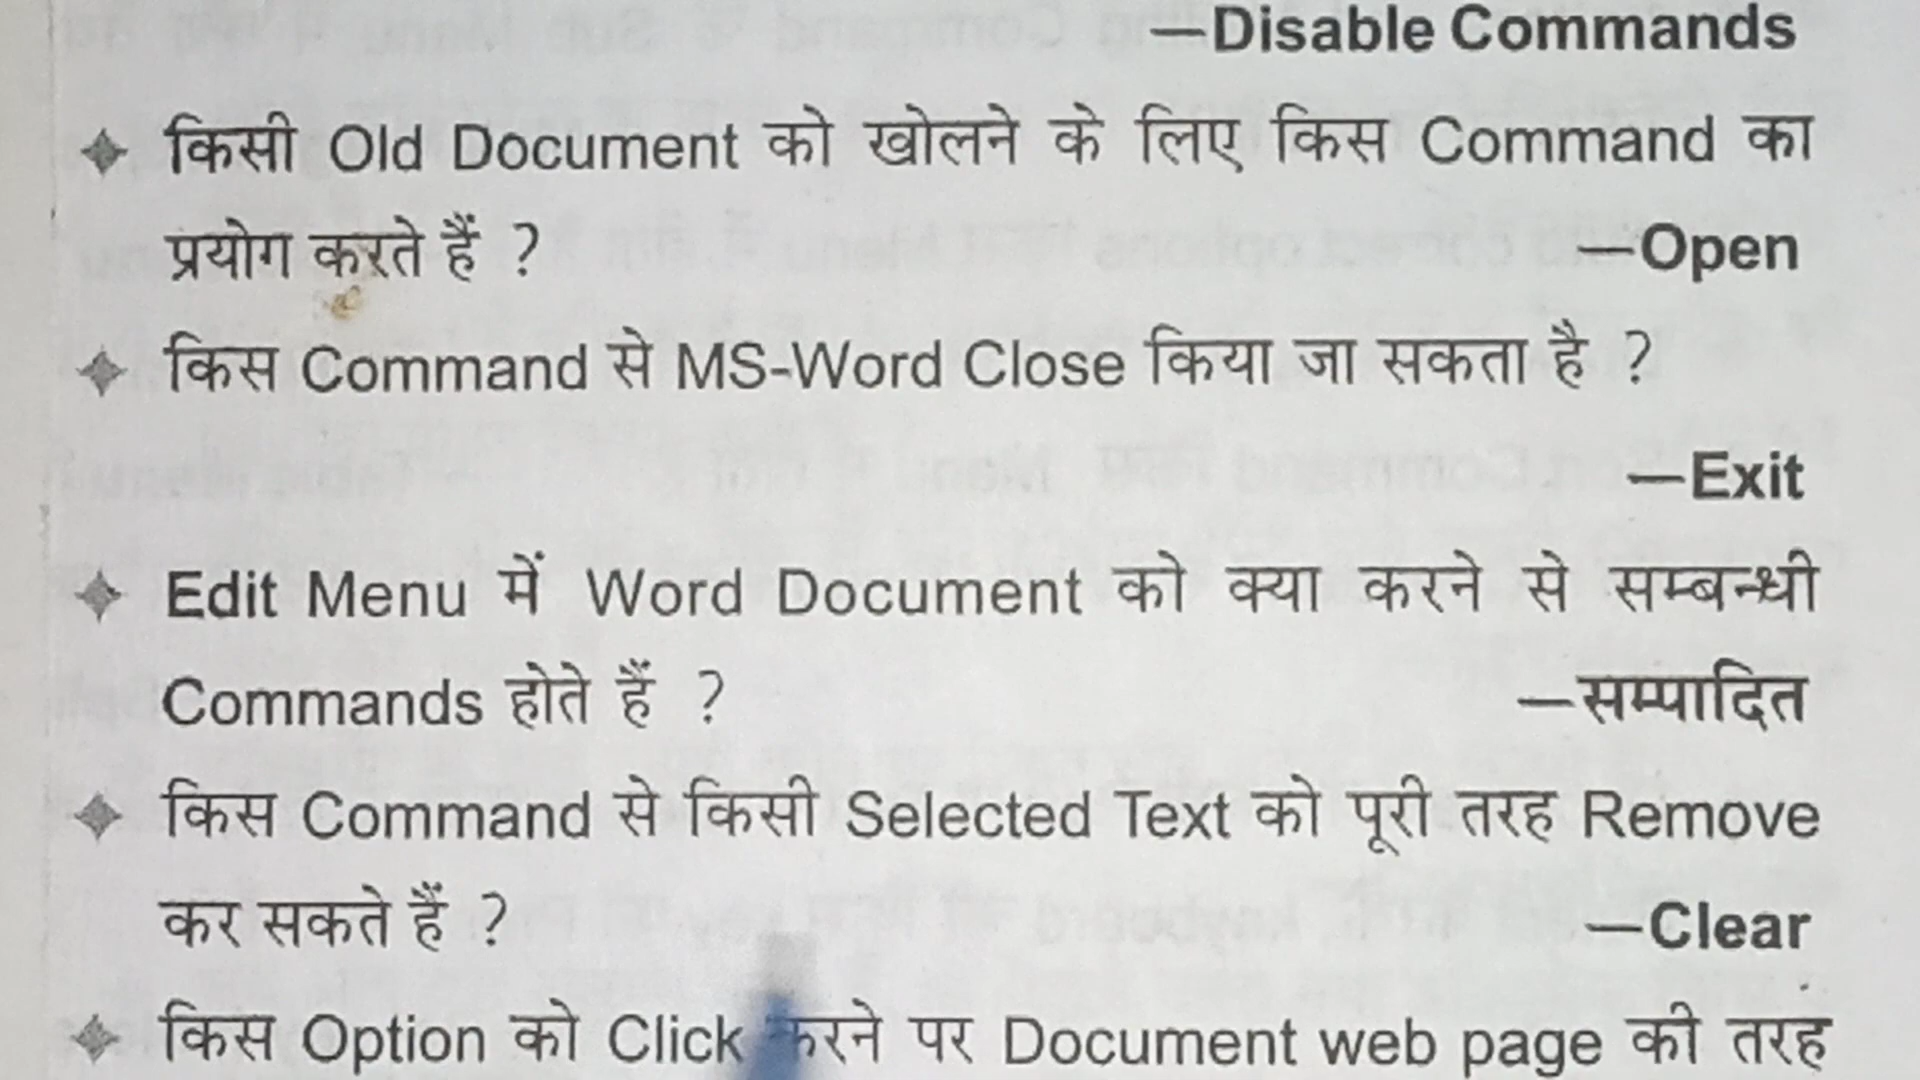 —Disable Commands
किसी Old Document को खोलने के लिए किस Command का
प्रयोग करते हैं ? —Open
किस Command से MS-Word Close किया जा सकता है ?
—Exit
Edit Menu में Word Document को क्या करने से सम्बन्धी
Commands होते हैं ? —सम्पादित
किस Command से किसी Selected Text को पूरी तरह Remove
कर सकते हैं ? —Clear
किस Option को Click करने पर Document web page की तरह